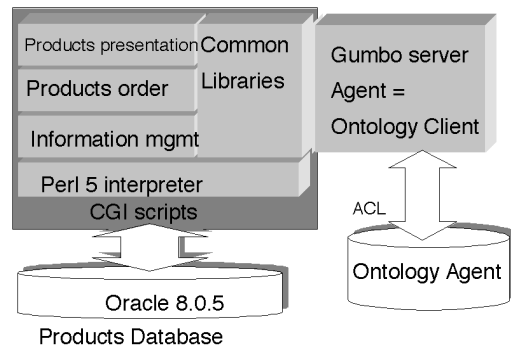 Products presentation
Common
Libraries
Products order
Information mgmt
Perl 5 interpreter
CGI scripts
Gumbo server
Agent =
Ontology Client
ACL
Ontology Agent
Oracle 8.0.5
Products Database